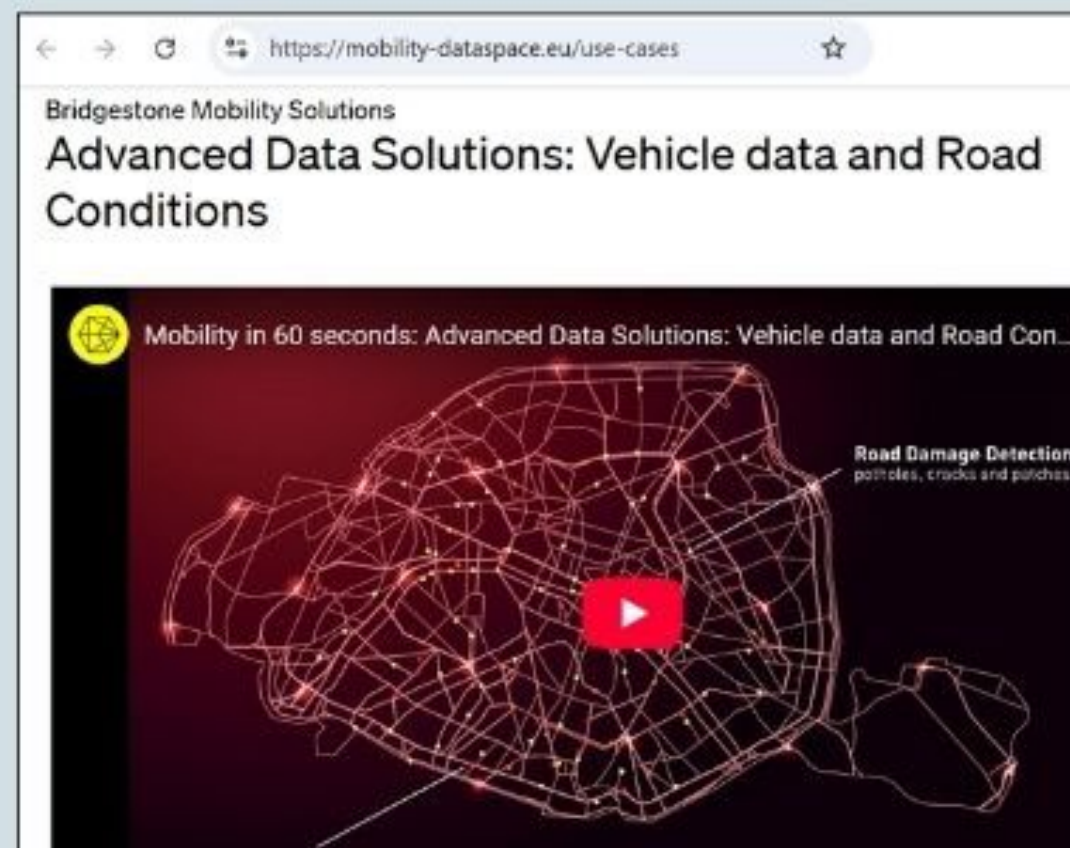 https://mobility-dataspace.eu/use-cases
Bridgestone Mobility Solutions
Advanced Data Solutions: Vehicle data and Road
Conditions
Mobility in 60 seconds: Advanced Data Solutions: Vehicle data and Road Con...
Road Damage Detection
potholes, cracks and patches